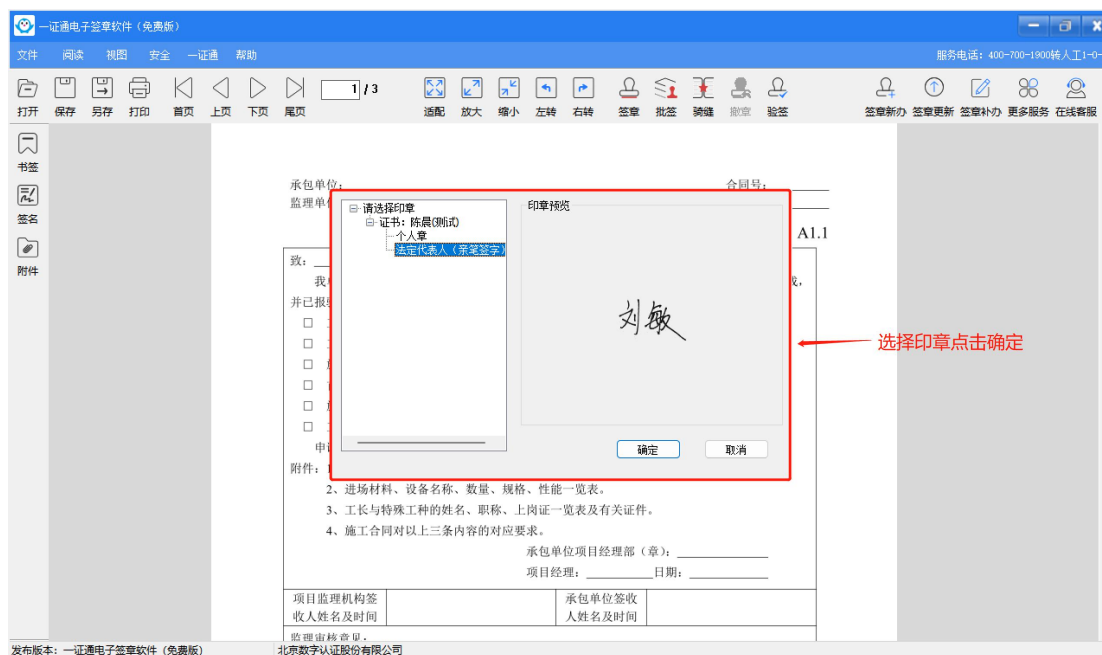 一证通电子签章软件（免费版）
文件 阅读 视图 安全 一证通 帮助 服务电话：400-700-1900转人工1-0-
打开 保存 另存 打印 首页 上页 下页 尾页 1 / 3 适配 放大 缩小 左转 右转 签章 批签 骑缝 撤章 验签 签章新办 签章更新 签章补办 更多服务 在线客服
书签
签名
附件
承包单位： 合同号：
监理单
A1.1
请选择印章
证书：陈晨(测试)
个人章
法定代表人（亲笔签字）
印章预览
刘敏
确定 取消
选择印章点击确定
致：
我
并已报
□
□
□
□
□
□
申
附件：1
2、进场材料、设备名称、数量、规格、性能一览表。
3、工长与特殊工种的姓名、职称、上岗证一览表及有关证件。
4、施工合同对以上三条内容的对应要求。
承包单位项目经理部（章）：
项目经理： 日期：
项目监理机构签
收人姓名及时间
承包单位签收
人姓名及时间
监理审核意见：
发布版本：一证通电子签章软件（免费版） 北京数字认证股份有限公司